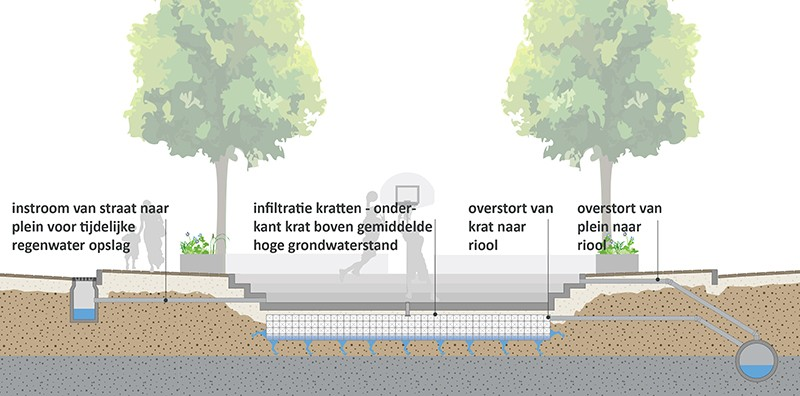 instroom van straat naar
plein voor tijdelijke
regenwater opslag
infiltratie kratten - onder-
kant krat boven gemiddelde
hoge grondwaterstand
overstort van
krat naar
riool
overstort van
plein naar
riool